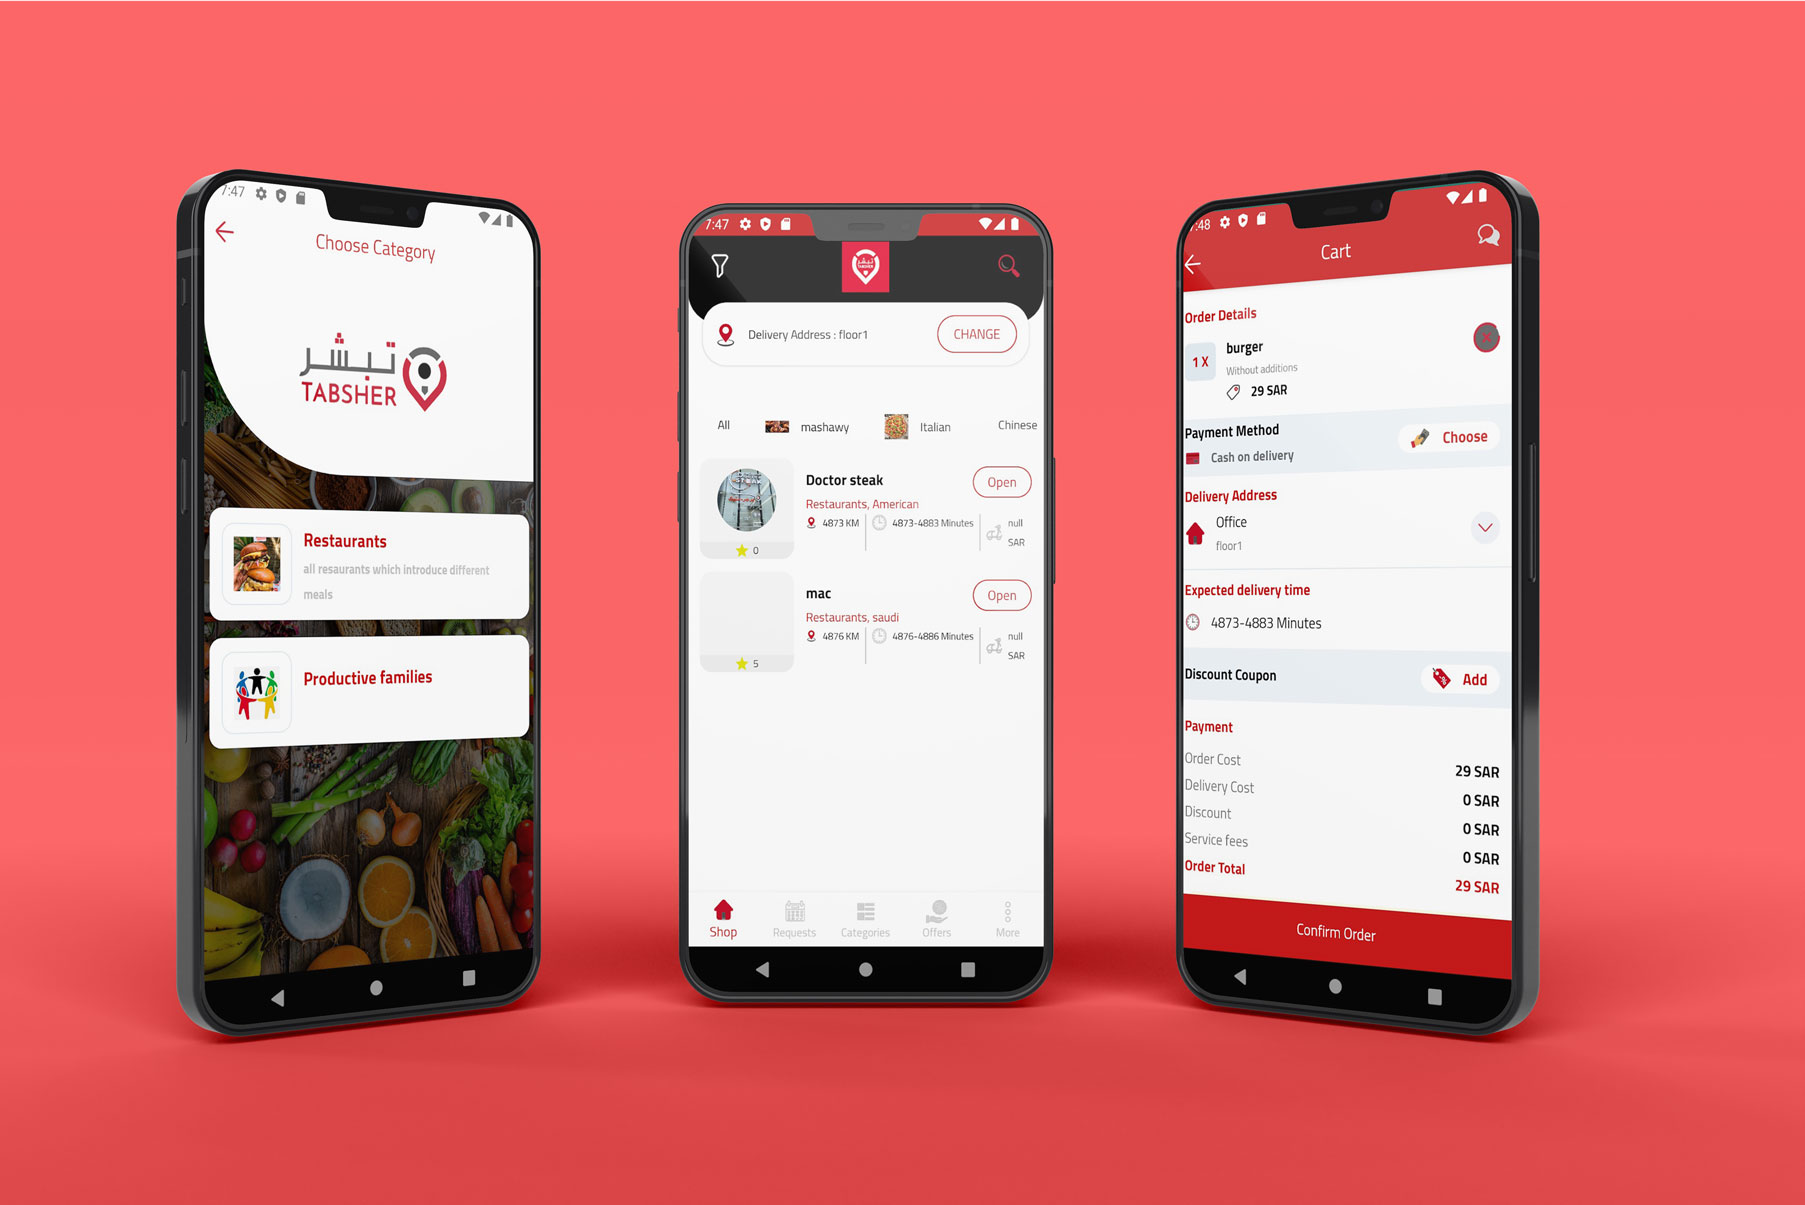 7:47
Choose Category
تبشر
TABSHER
Restaurants
all resaurants which introduce different
meals
Productive families
7:47
تبشر
TABSHER
Delivery Address : floor1
CHANGE
All
mashawy
Italian
Chinese
Doctor steak
Open
Restaurants, American
4873 KM
4873-4883 Minutes
null
SAR
0
mac
Open
Restaurants, saudi
4876 KM
4876-4886 Minutes
null
SAR
5
Shop
Requests
Categories
Offers
More
7:48
Cart
Order Details
1 X
burger
Without additions
29 SAR
Payment Method
Choose
Cash on delivery
Delivery Address
Office
floor1
Expected delivery time
4873-4883 Minutes
Discount Coupon
Add
Payment
Order Cost
29 SAR
Delivery Cost
0 SAR
Discount
0 SAR
Service fees
0 SAR
Order Total
29 SAR
Confirm Order